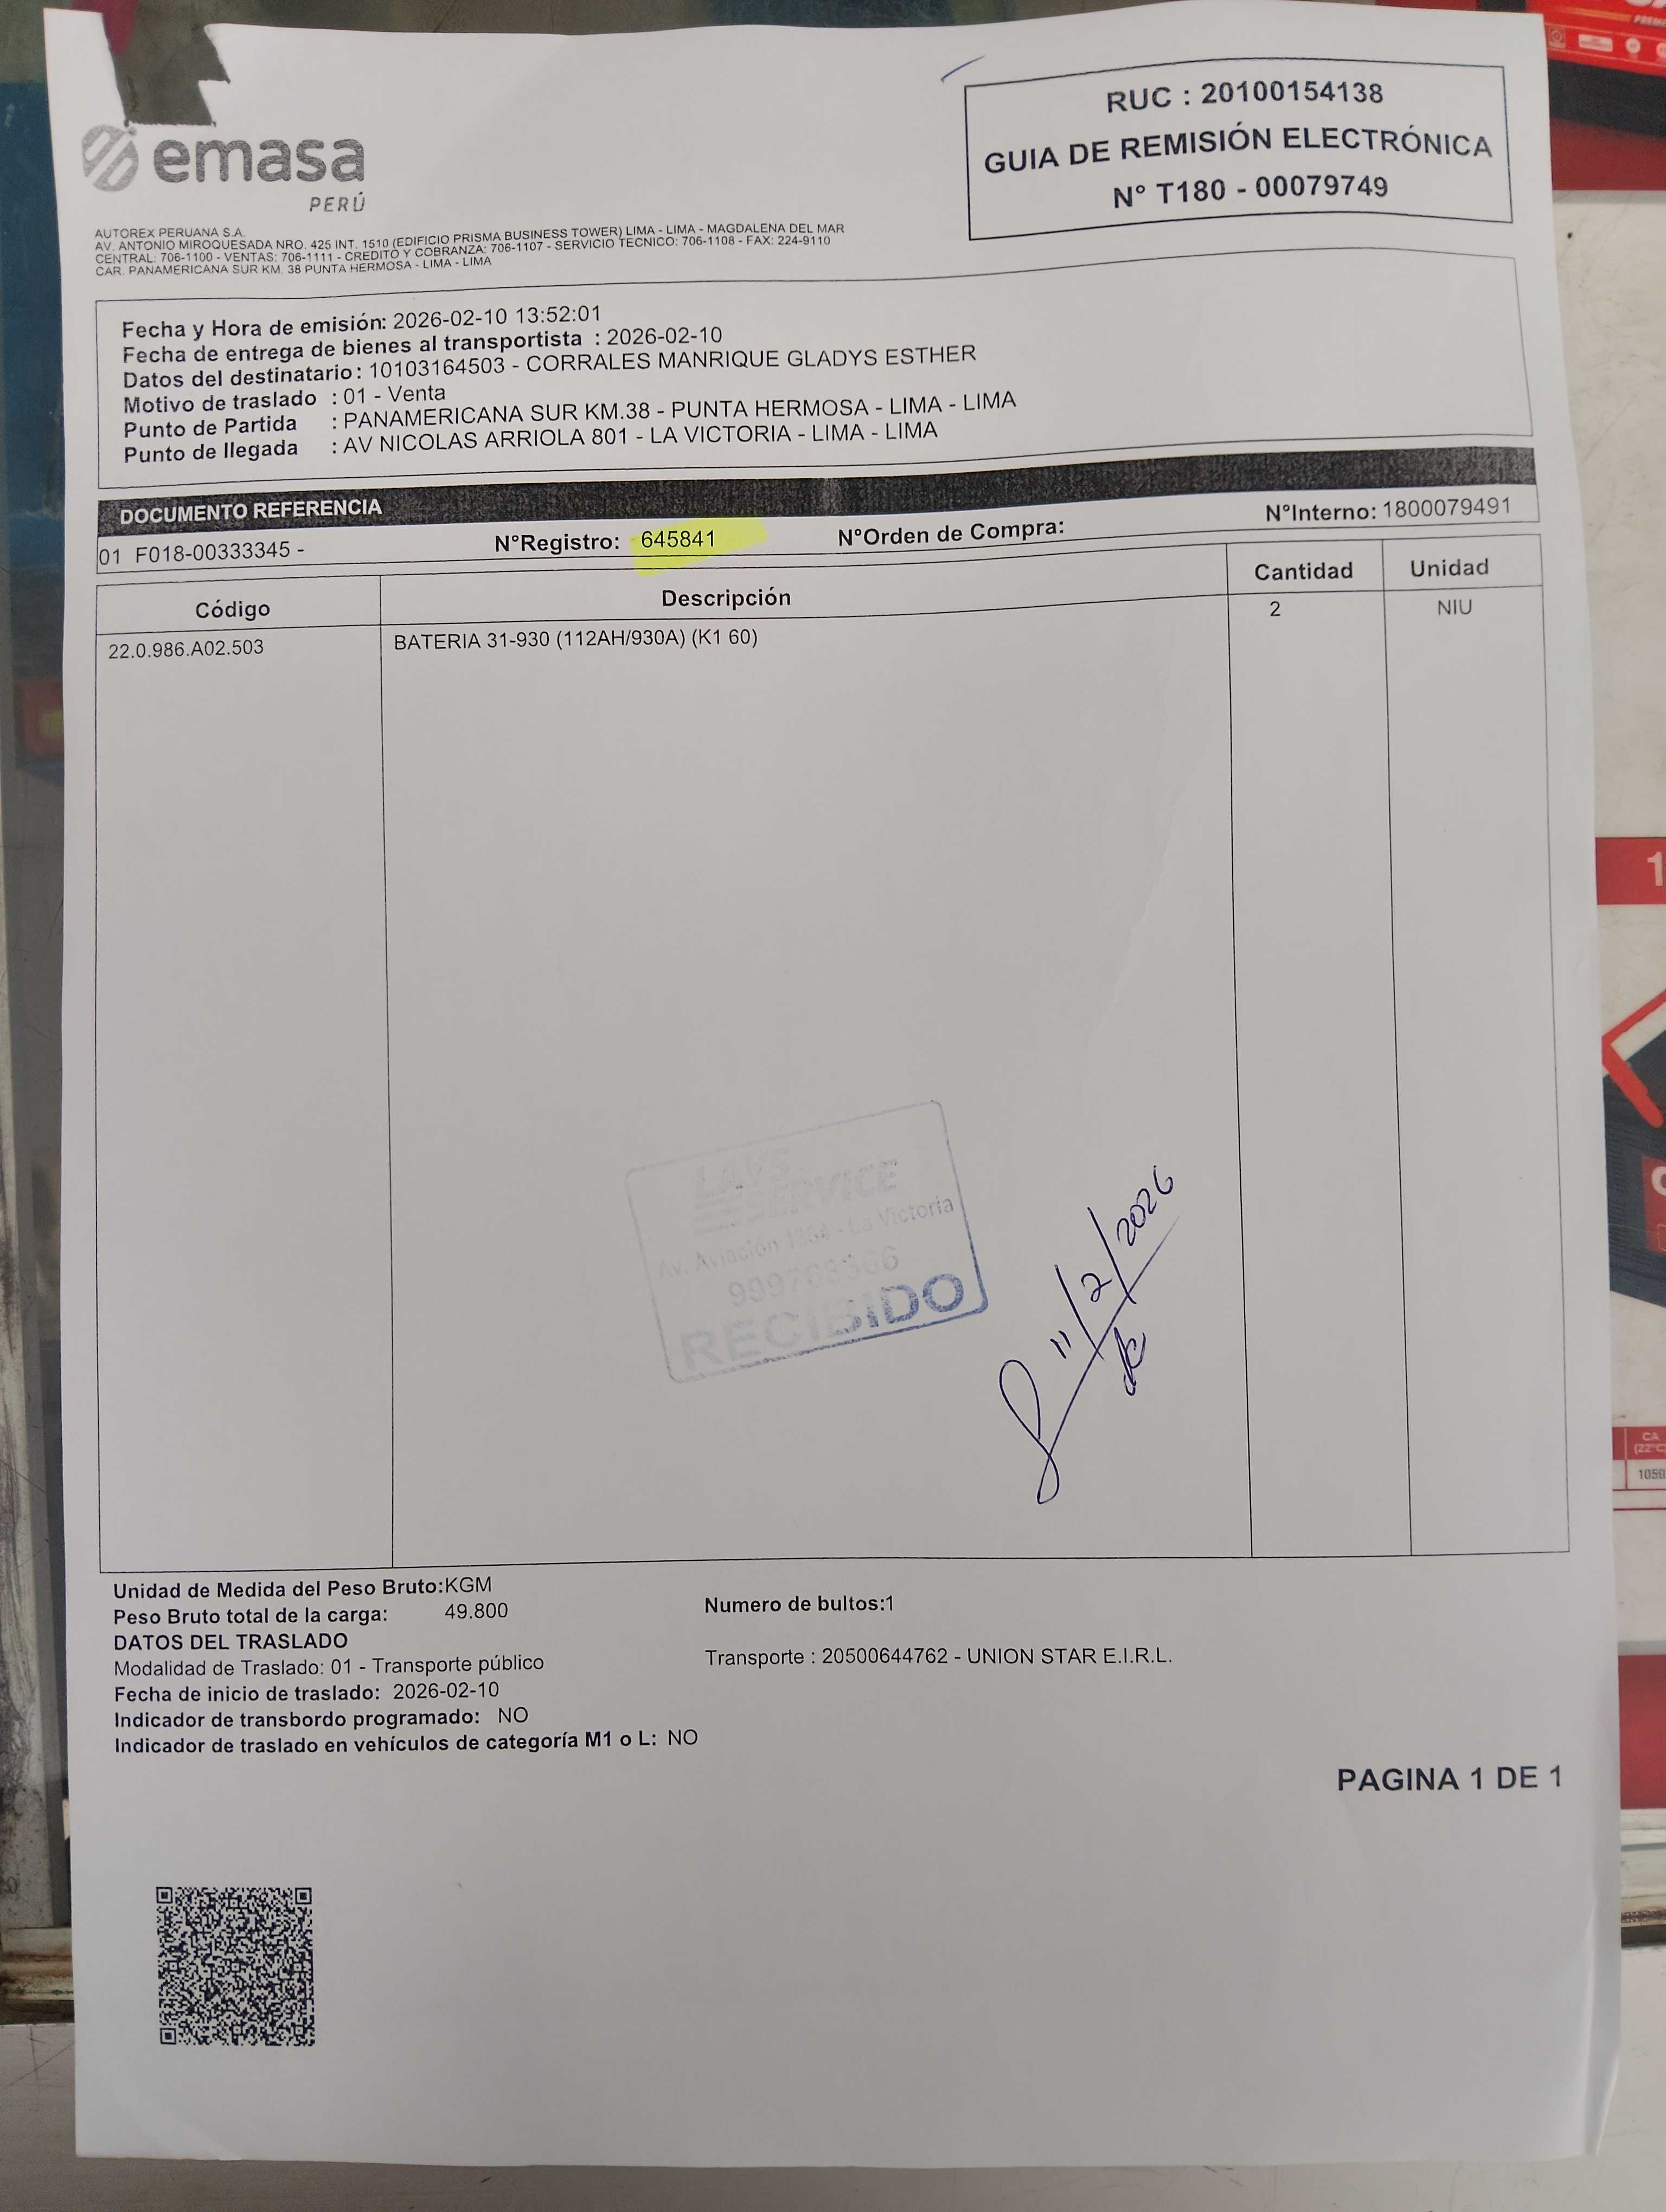 emasa
PERÚ
RUC : 20100154138
GUIA DE REMISIÓN ELECTRÓNICA
N° T180 - 00079749
AUTOREX PERUANA S.A.
AV. ANTONIO MIROQUESADA NRO. 425 INT. 1510 (EDIFICIO PRISMA BUSINESS TOWER) LIMA - LIMA - MAGDALENA DEL MAR
CENTRAL: 706-1100 - VENTAS: 706-1111 - CREDITO Y COBRANZA: 706-1107 - SERVICIO TECNICO: 706-1108 - FAX: 224-9110
CAR. PANAMERICANA SUR KM. 38 PUNTA HERMOSA - LIMA - LIMA
Fecha y Hora de emisión: 2026-02-10 13:52:01
Fecha de entrega de bienes al transportista : 2026-02-10
Datos del destinatario : 10103164503 - CORRALES MANRIQUE GLADYS ESTHER
Motivo de traslado : 01 - Venta
Punto de Partida : PANAMERICANA SUR KM.38 - PUNTA HERMOSA - LIMA - LIMA
Punto de llegada : AV NICOLAS ARRIOLA 801 - LA VICTORIA - LIMA - LIMA
DOCUMENTO REFERENCIA
01 F018-00333345 - N°Registro: 645841 N°Orden de Compra: N°Interno: 1800079491
Código Descripción Cantidad Unidad
22.0.986.A02.503 BATERIA 31-930 (112AH/930A) (K1 60) 2 NIU
SERVICE
Av. Aviación - La Victoria
RECIBIDO
11/2/2026
Unidad de Medida del Peso Bruto:KGM
Peso Bruto total de la carga: 49.800
Numero de bultos:1
DATOS DEL TRASLADO
Modalidad de Traslado: 01 - Transporte público
Transporte : 20500644762 - UNION STAR E.I.R.L.
Fecha de inicio de traslado: 2026-02-10
Indicador de transbordo programado: NO
Indicador de traslado en vehículos de categoría M1 o L: NO
PAGINA 1 DE 1
CA
(22°C)
1050